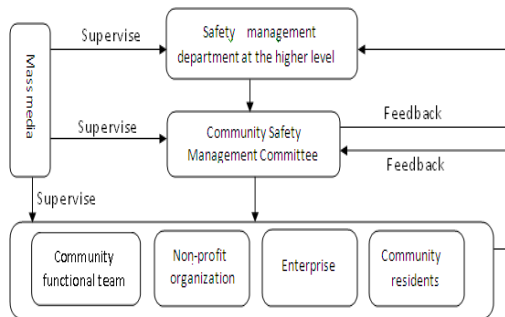 Supervise
Safety management
department at the higher level
Mass media
Supervise
Community Safety
Management Committee
Feedback
Feedback
Supervise
Community
functional team
Non-profit
organization
Enterprise
Community
residents